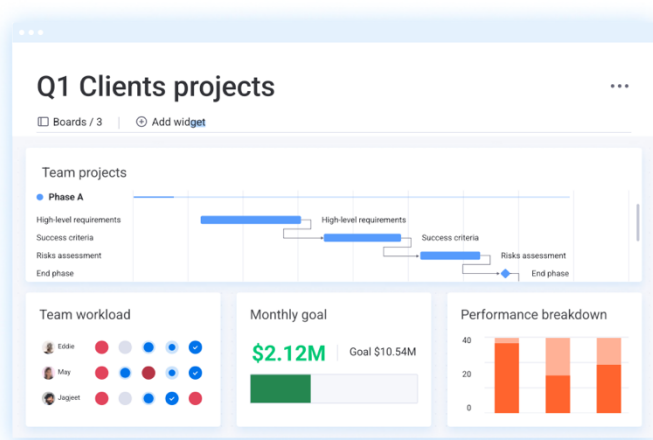 Q1 Clients projects
Boards / 3
Add widget
Team projects
Phase A
High-level requirements
High-level requirements
Success criteria
Success criteria
Risks assessment
Risks assessment
End phase
End phase
Team workload
Eddie
May
Jagjeet
Monthly goal
$2.12M
Goal $10.54M
Performance breakdown
40
20
0